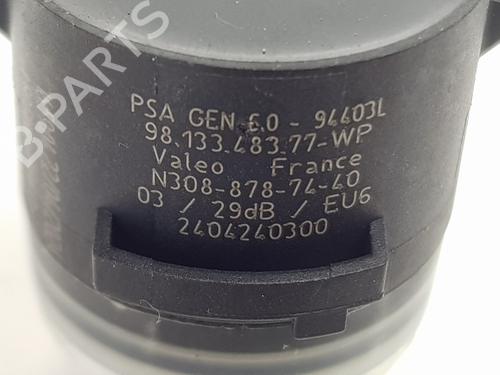 PSA GEN 6.0 - 94403L
98.133.483.77-WP
Valeo France
N308-878-74-40
03 / 29dB / EU6
2404240300
B-PARTS